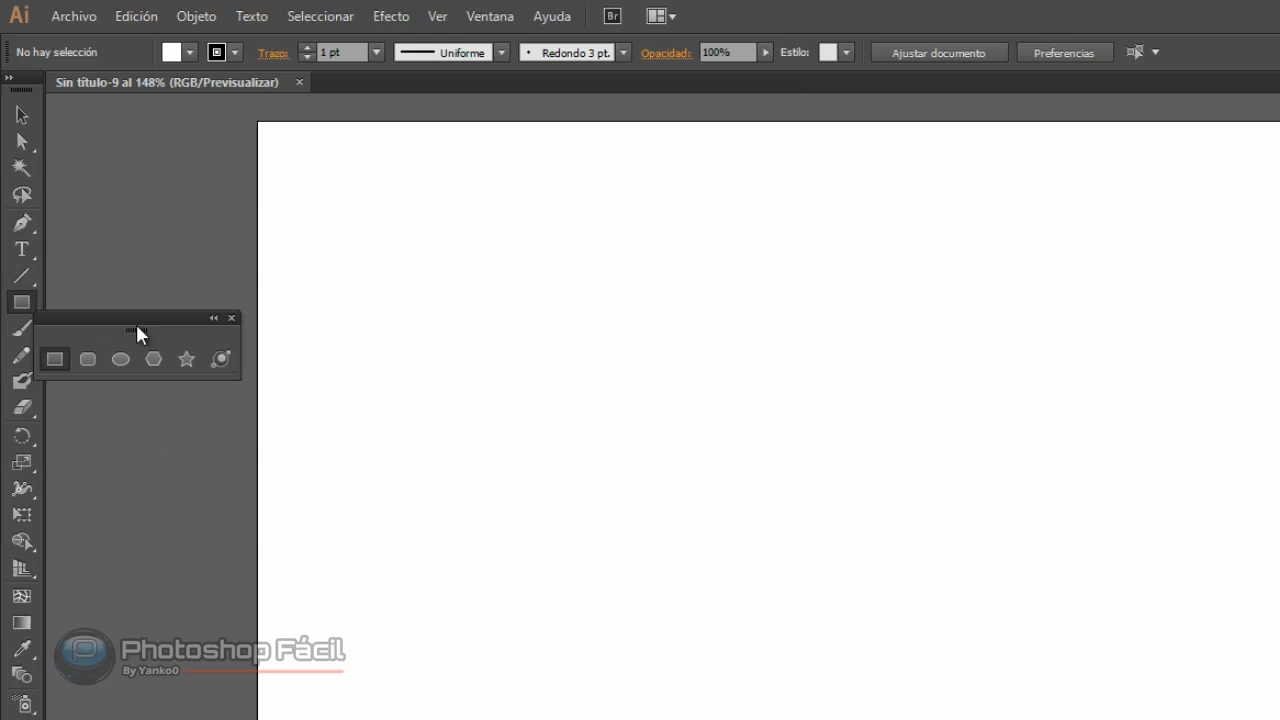 Ai Archivo Edición Objeto Texto Seleccionar Efecto Ver Ventana Ayuda Br
No hay selección Trazo: 1 pt Uniforme Redondo 3 pt. Opacidad: 100% Estilo: Ajustar documento Preferencias
Sin título-9 al 148% (RGB/Previsualizar)
T
Photoshop Fácil
By Yanko0